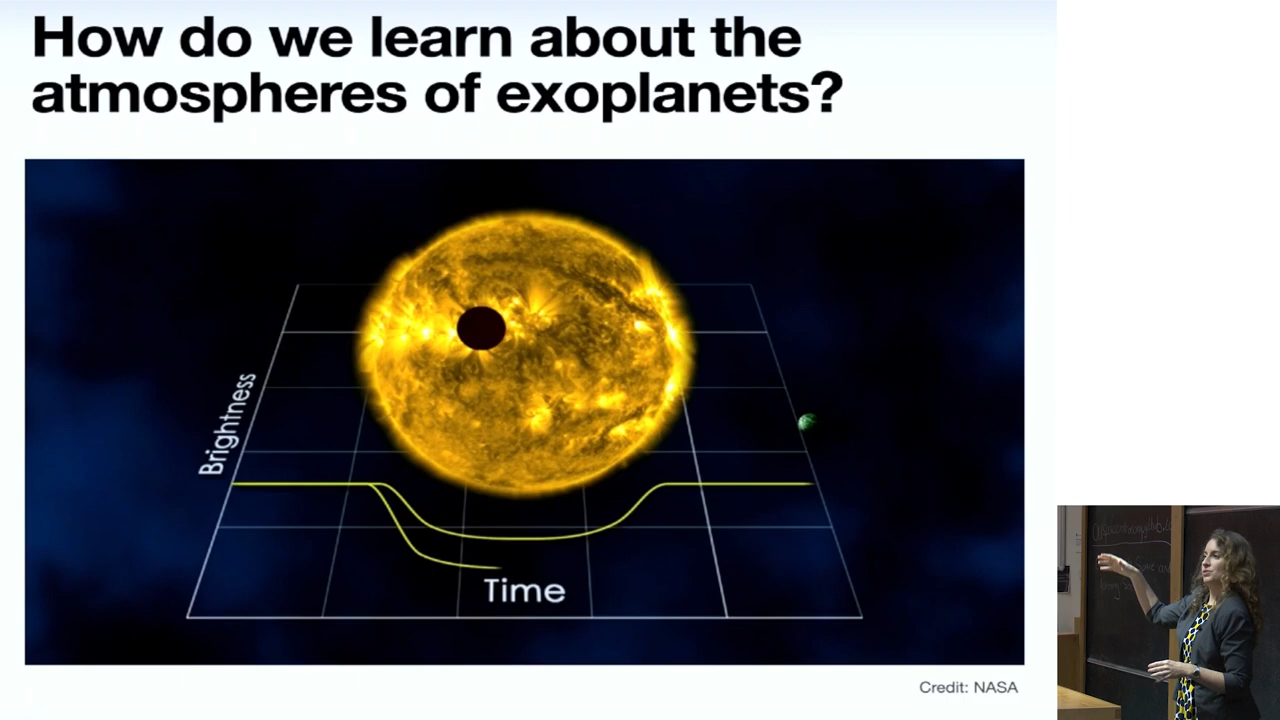 How do we learn about the
atmospheres of exoplanets?
Brightness
Time
Credit: NASA